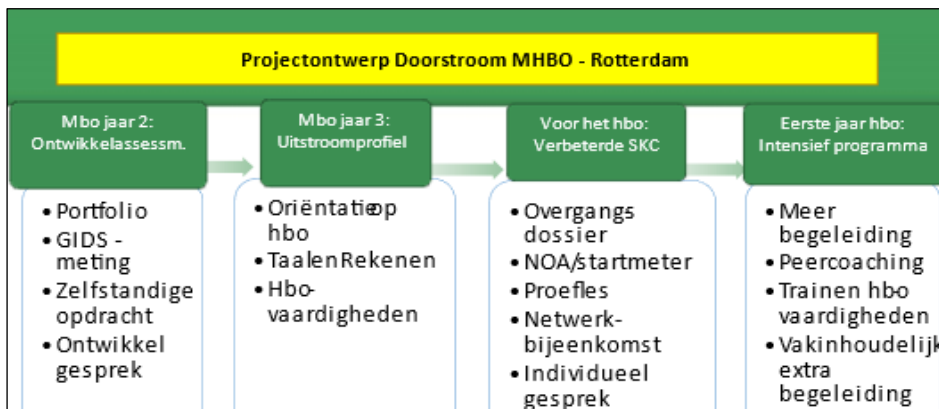 Projectontwerp Doorstroom MHBO - Rotterdam
Mbo jaar 2:
Ontwikkelassessm.
• Portfolio
• GIDS -
meting
• Zelfstandige
opdracht
• Ontwikkel
gesprek
Mbo jaar 3:
Uitstroomprofiel
• Oriëntatie op
hbo
• Taal en Rekenen
• Hbo-
vaardigheden
Voor het hbo:
Verbeterde SKC
• Overgangs-
dossier
• NOA/startmeter
• Proefles
• Netwerk-
bijeenkomst
• Individueel
gesprek
Eerste jaar hbo:
Intensief programma
• Meer
begeleiding
• Peercoaching
• Trainen hbo-
vaardigheden
• Vakinhoudelijk
extra
begeleiding